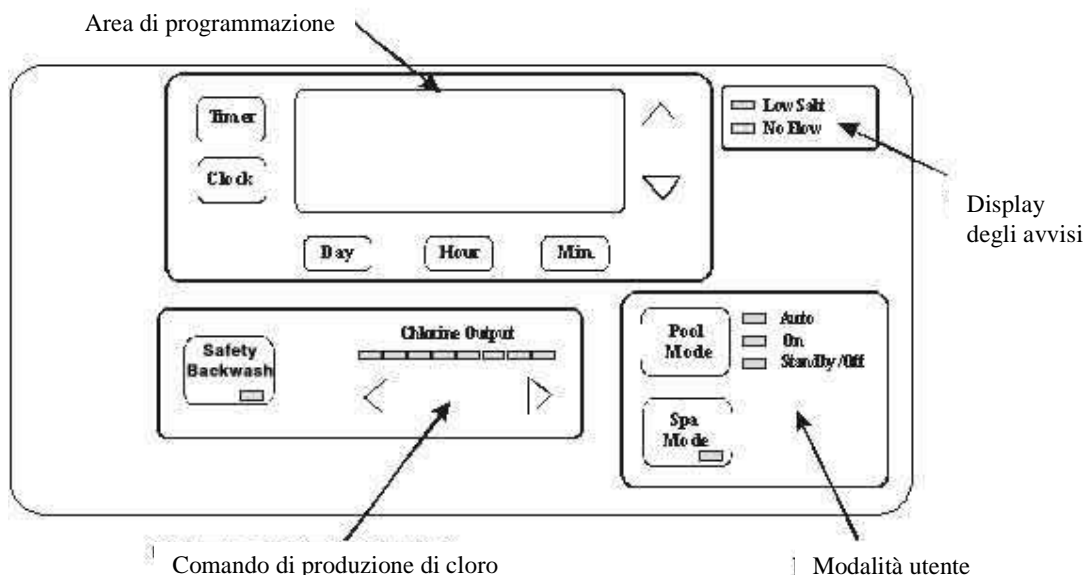 Area di programmazione
Timer
Clock
Day
Hour
Min.
Low Salt
No Flow
Display
degli avvisi
Safety
Backwash
Chlorine Output
Pool
Mode
Auto
On
StandBy/Off
Spa
Mode
Comando di produzione di cloro
Modalità utente